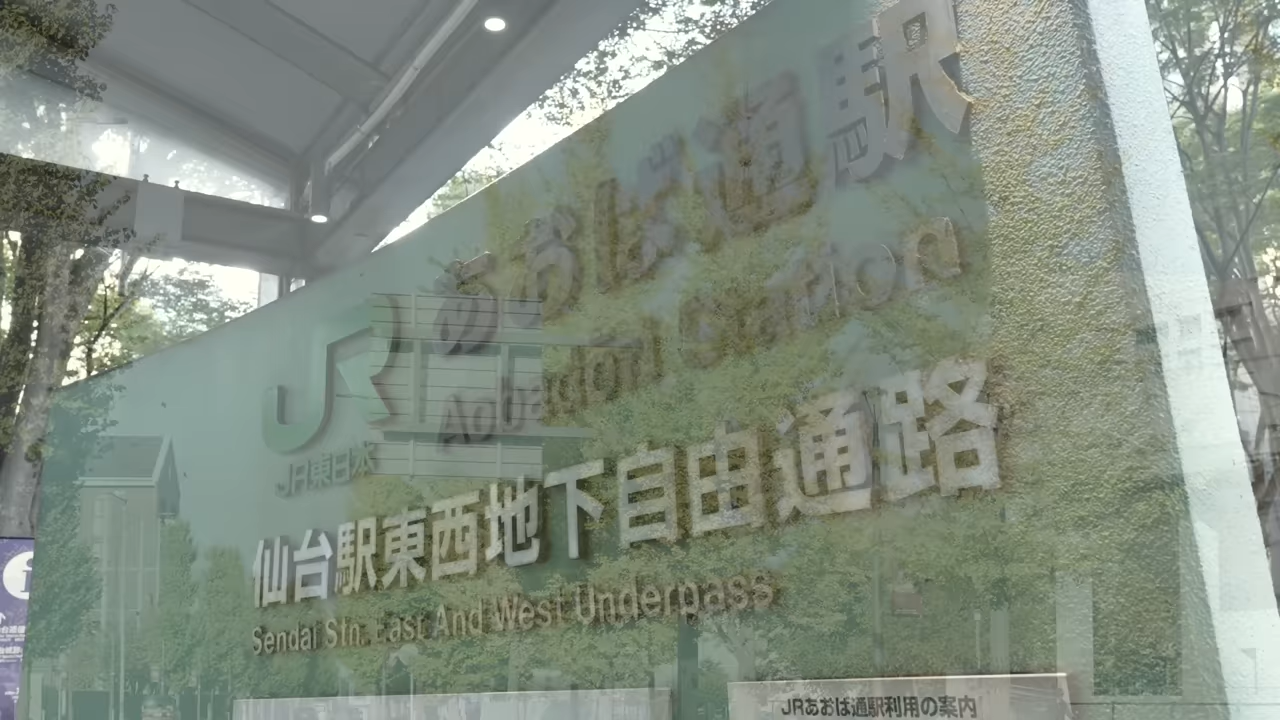 あおば通駅
Aobadori Station
JR
JR東日本
仙台駅東西地下自由通路
Sendai Stn. East And West Underpass
JRあおば通駅利用の案内